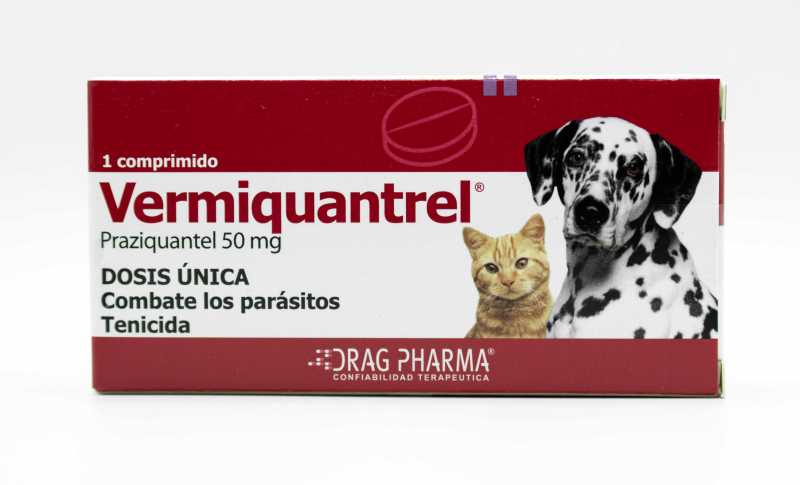 1 comprimido
Vermiquantrel®
Praziquantel 50 mg
DOSIS ÚNICA
Combate los parásitos
Tenicida
DRAG PHARMA®
CONFIABILIDAD TERAPEUTICA